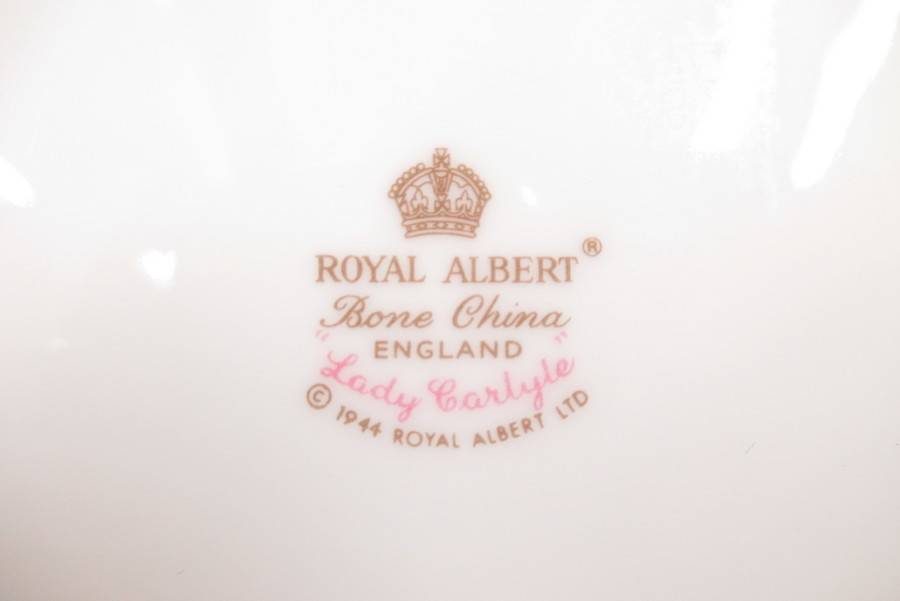 ROYAL ALBERT®
Bone China
ENGLAND
"Lady Carlyle"
© 1944 ROYAL ALBERT LTD